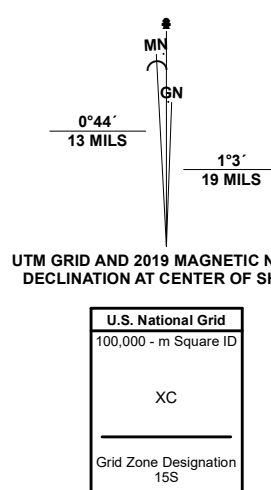 MN
GN
0°44´
13 MILS
1°3´
19 MILS
UTM GRID AND 2019 MAGNETIC N
DECLINATION AT CENTER OF SH
U.S. National Grid
100,000 - m Square ID
XC
Grid Zone Designation
15S